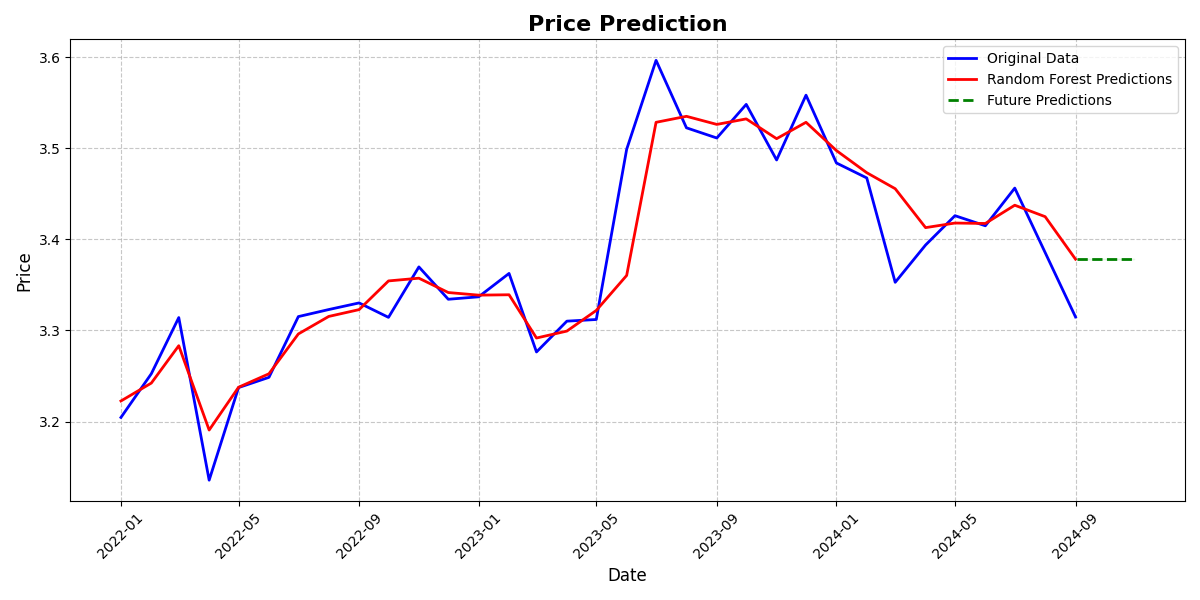 Price Prediction
Original Data
Random Forest Predictions
Future Predictions
Price
3.6
3.5
3.4
3.3
3.2
2022-01
2022-05
2022-09
2023-01
2023-05
2023-09
2024-01
2024-05
2024-09
Date